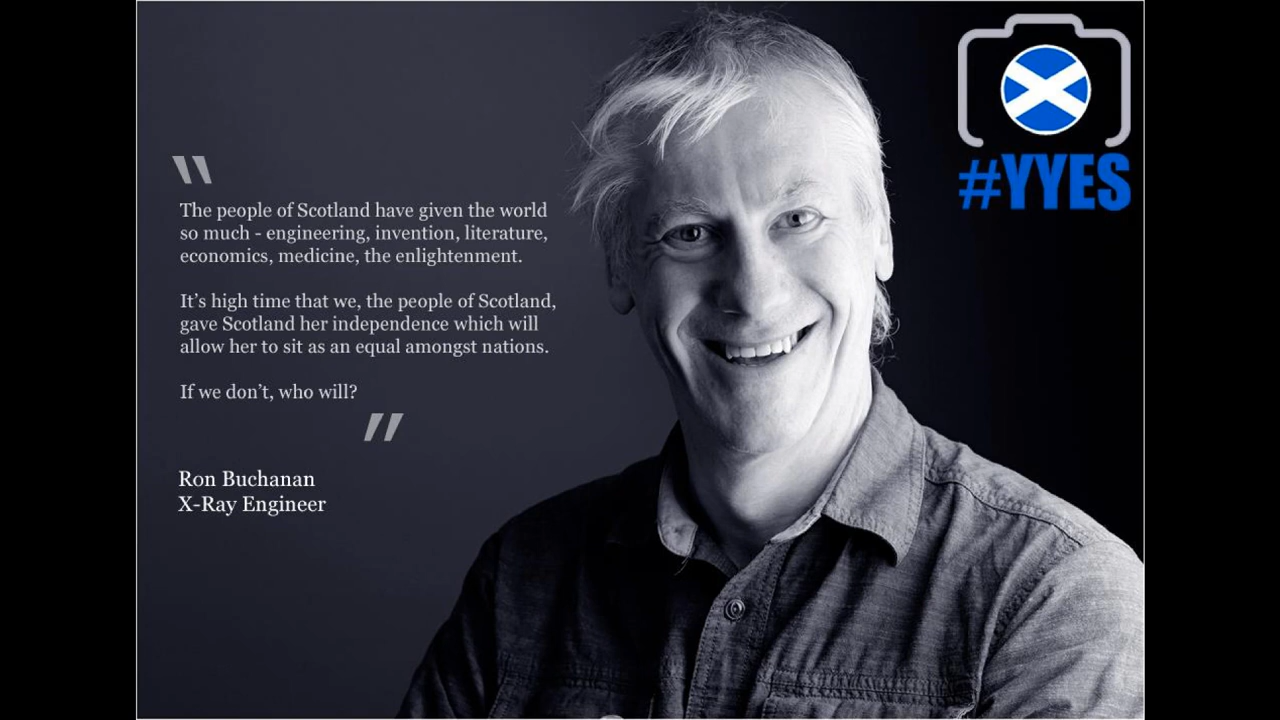 #YYES
The people of Scotland have given the world
so much - engineering, invention, literature,
economics, medicine, the enlightenment.
It's high time that we, the people of Scotland,
gave Scotland her independence which will
allow her to sit as an equal amongst nations.
If we don't, who will?
Ron Buchanan
X-Ray Engineer